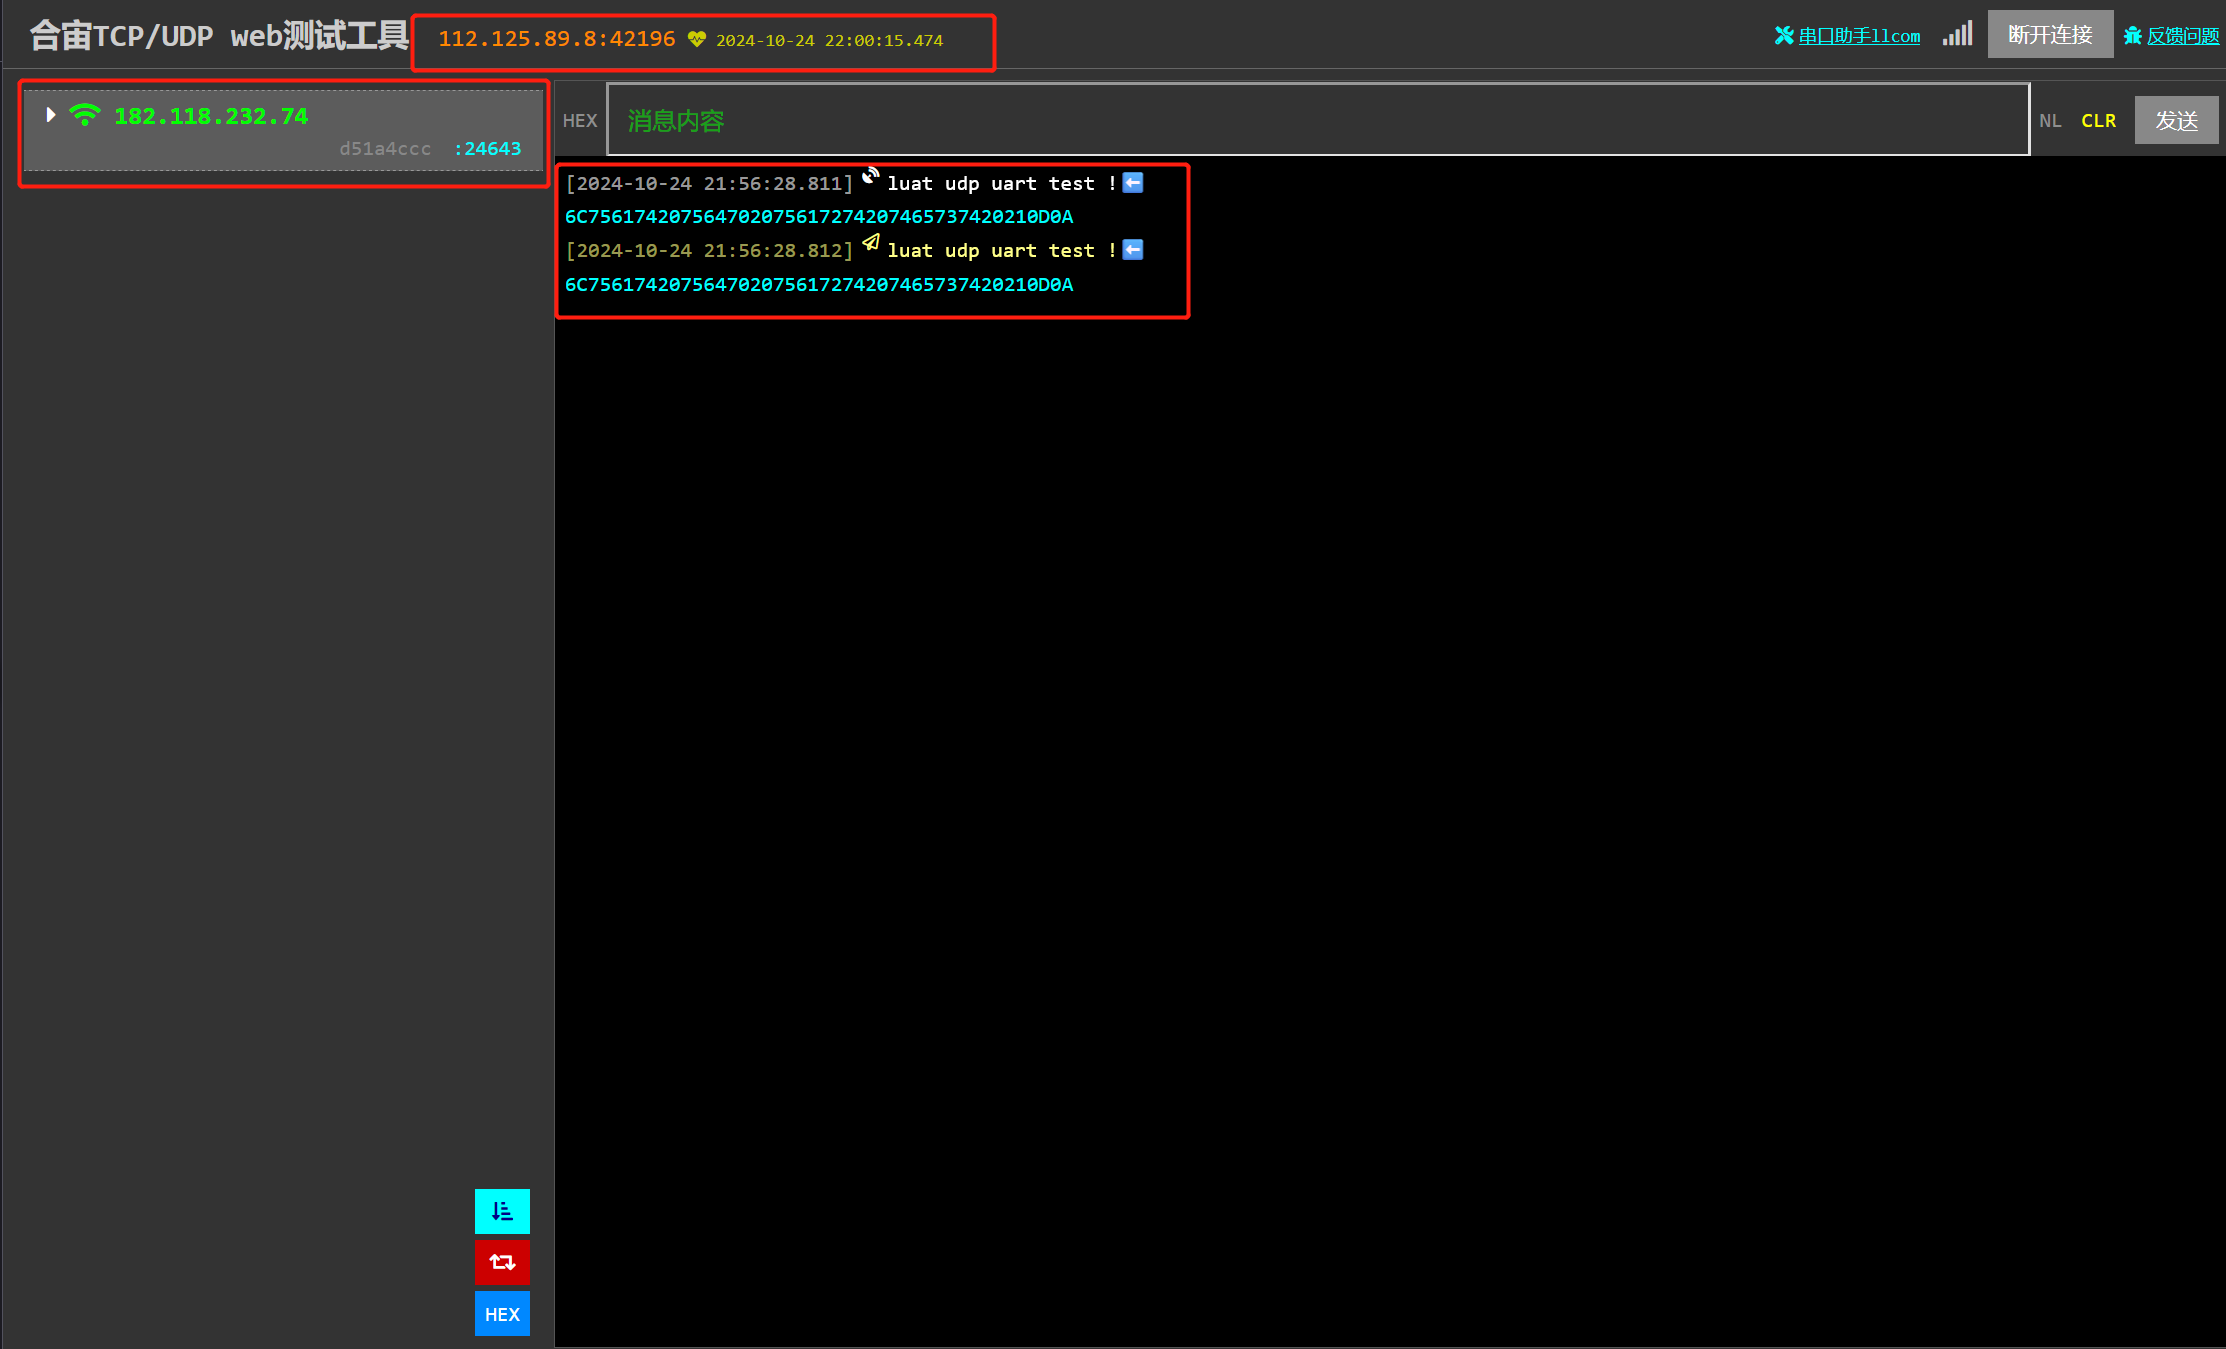 合宙TCP/UDP web测试工具 112.125.89.8:42196 2024-10-24 22:00:15.474 串口助手llcom 断开连接 反馈问题
182.118.232.74
d51a4ccc :24643
HEX 消息内容 NL CLR 发送
[2024-10-24 21:56:28.811] luat udp uart test !
6C75617420756470207561727420746573742020210D0A
[2024-10-24 21:56:28.812] luat udp uart test !
6C75617420756470207561727420746573742020210D0A
HEX